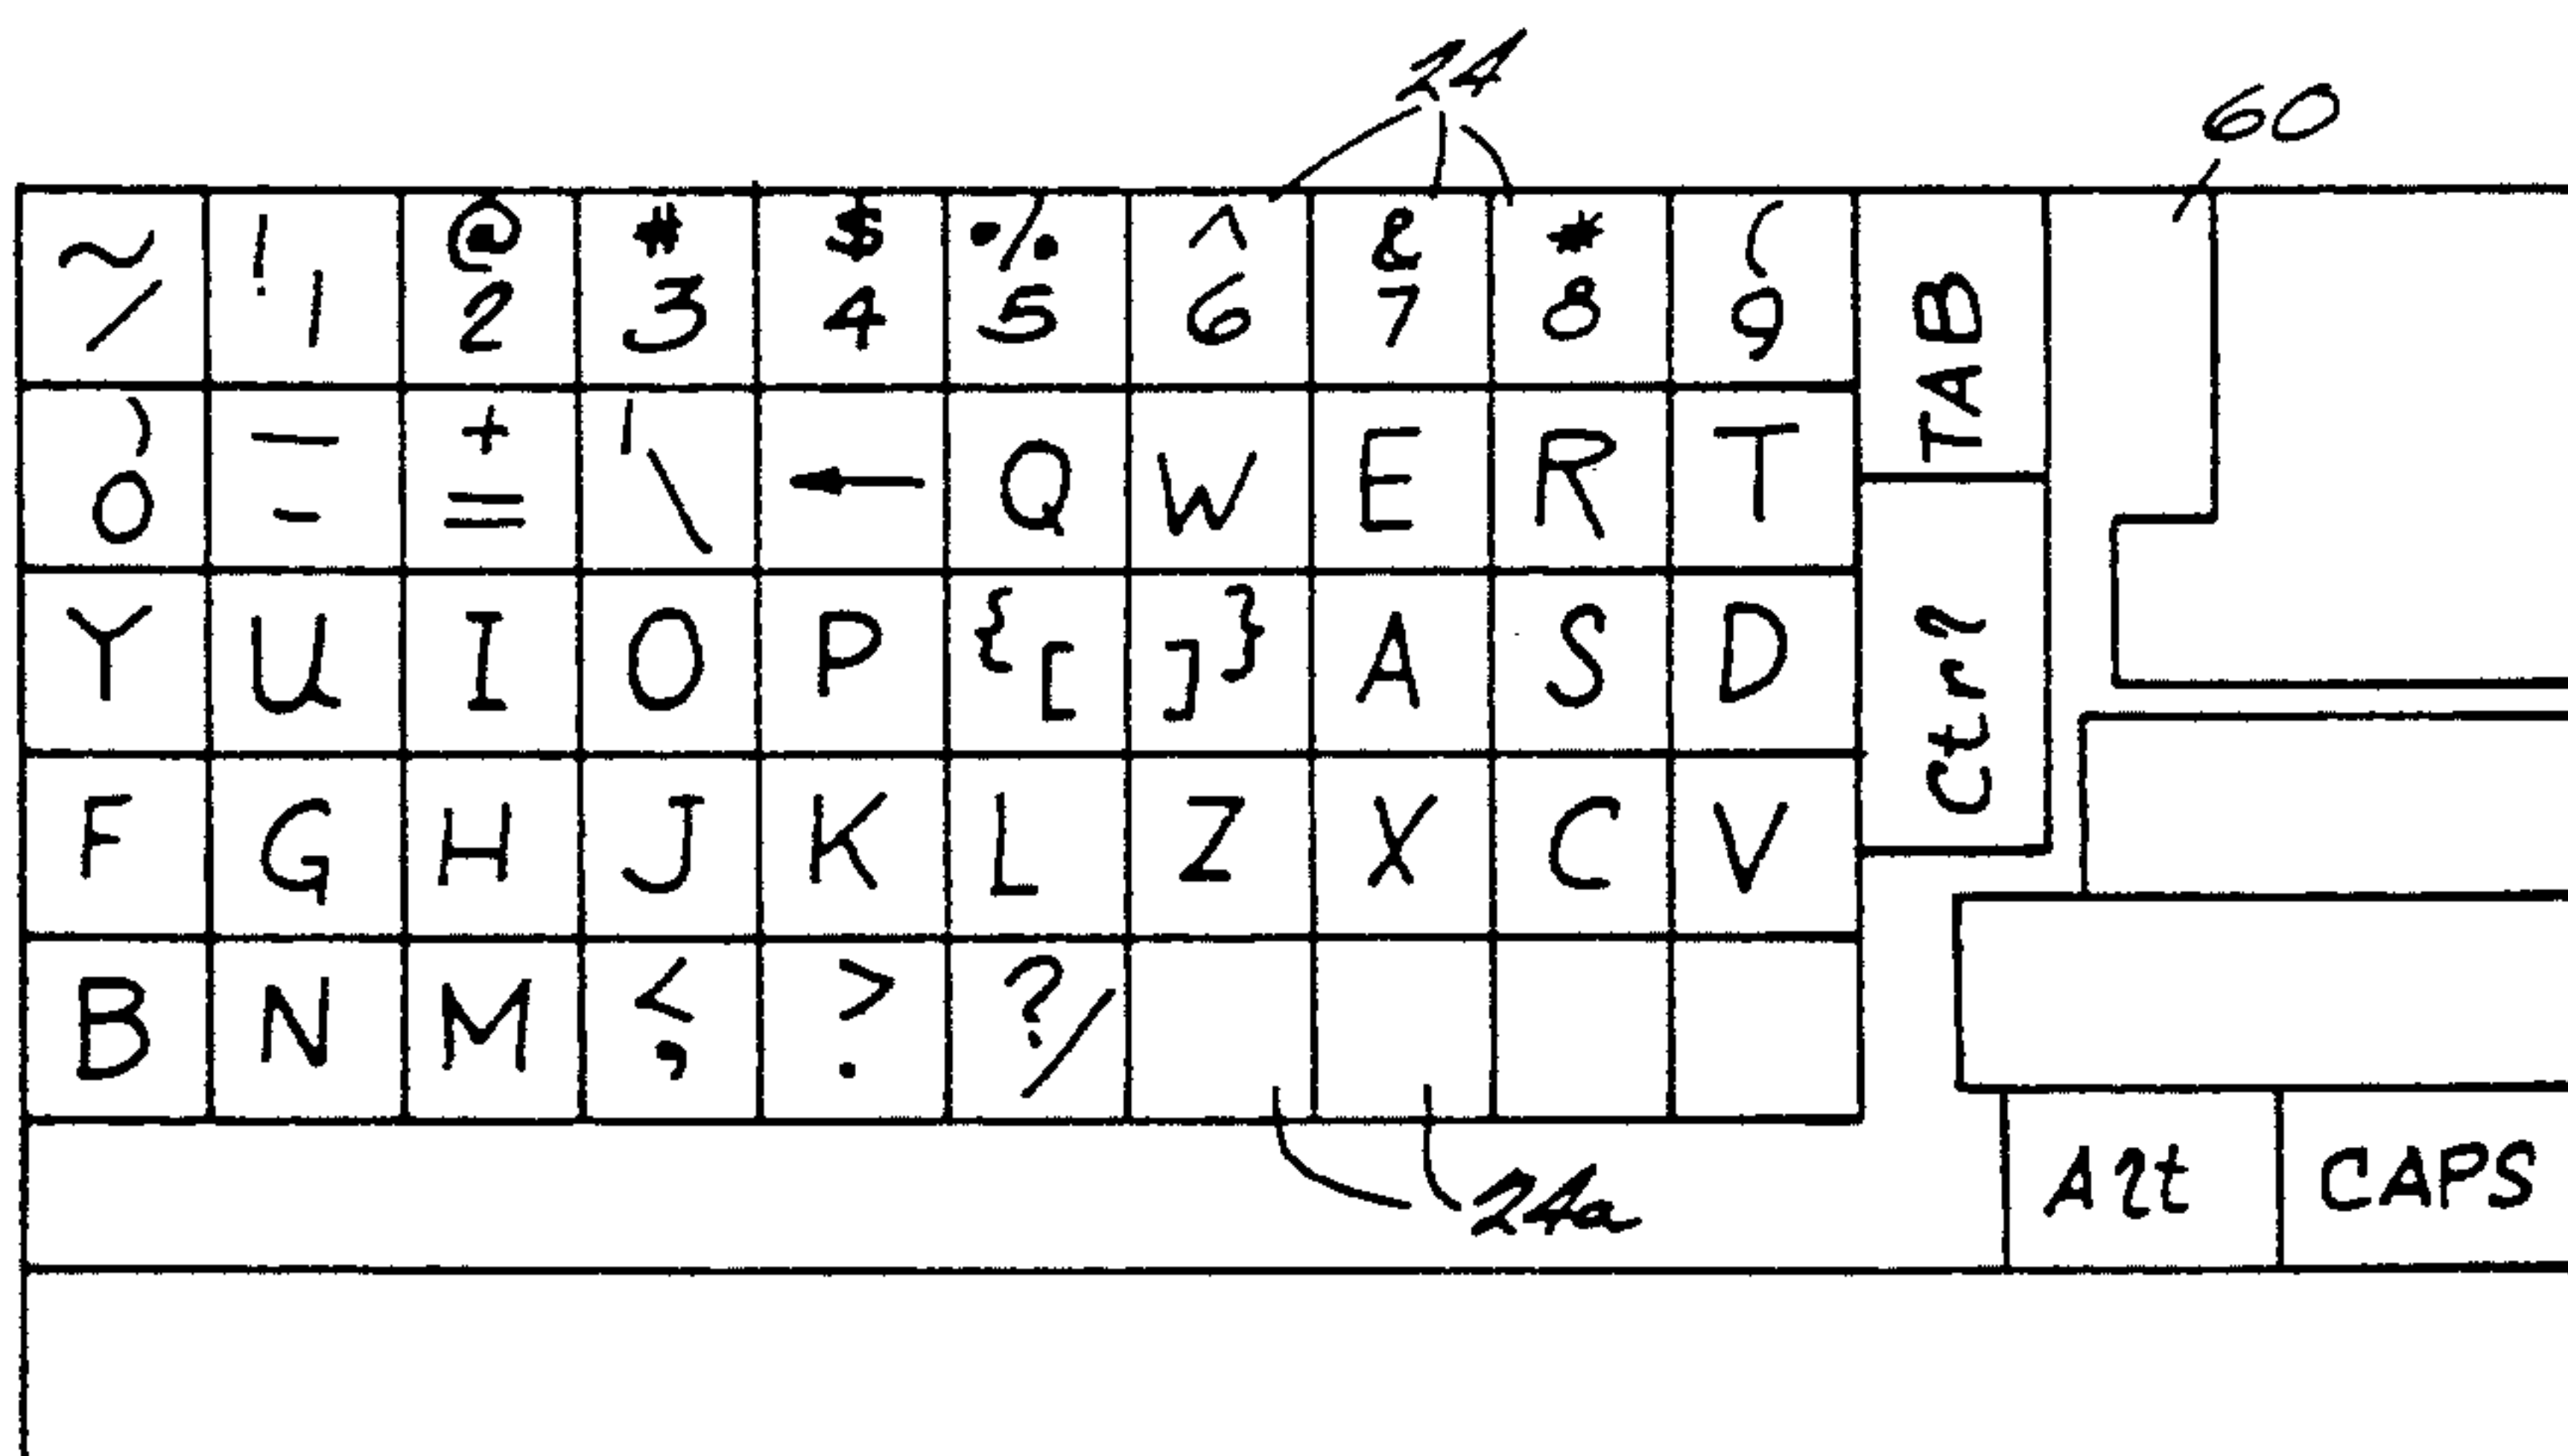 24
60
~ ! @ # $ % ^ & * (
/ 1 2 3 4 5 6 7 8 9
TAB
) — + |
0 - = \ ← Q W E R T
Y U I O P { [ ] } A S D
Ctrl
F G H J K L Z X C V
B N M < > ?
, . /
24a
Alt CAPS